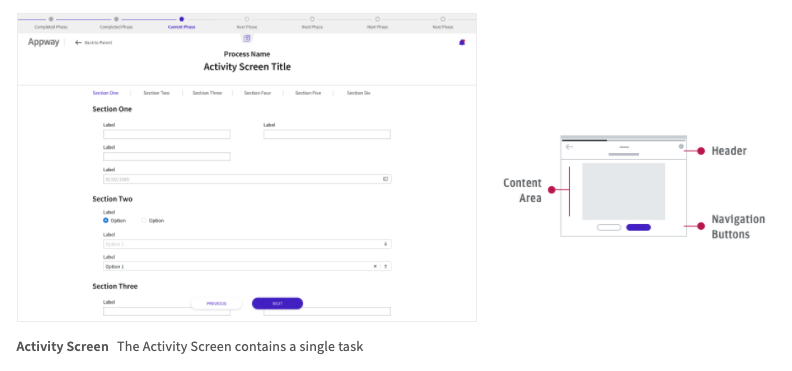 Completed Phase Completed Phase Current Phase Next Phase Next Phase Next Phase Next Phase
Appway Back to Parent
Process Name
Activity Screen Title
Section One Section Two Section Three Section Four Section Five Section Six
Section One
Label Label
Label
Label
Section Two
Label
Option Option
Label
Option 1
Label
Option 1
Section Three
Label
PREVIOUS NEXT
Header
Content
Area
Navigation
Buttons
Activity Screen The Activity Screen contains a single task